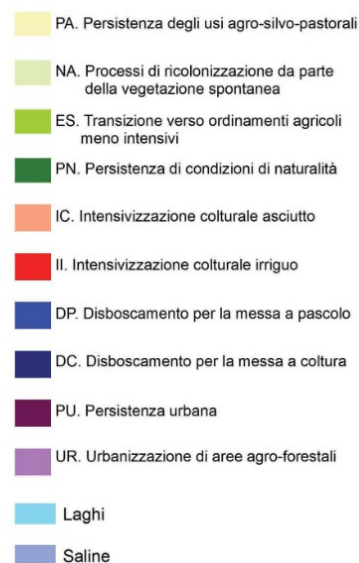 PA. Persistenza degli usi agro-silvo-pastorali
NA. Processi di ricolonizzazione da parte
della vegetazione spontanea
ES. Transizione verso ordinamenti agricoli
meno intensivi
PN. Persistenza di condizioni di naturalità
IC. Intensivizzazione colturale asciutto
II. Intensivizzazione colturale irriguo
DP. Disboscamento per la messa a pascolo
DC. Disboscamento per la messa a coltura
PU. Persistenza urbana
UR. Urbanizzazione di aree agro-forestali
Laghi
Saline